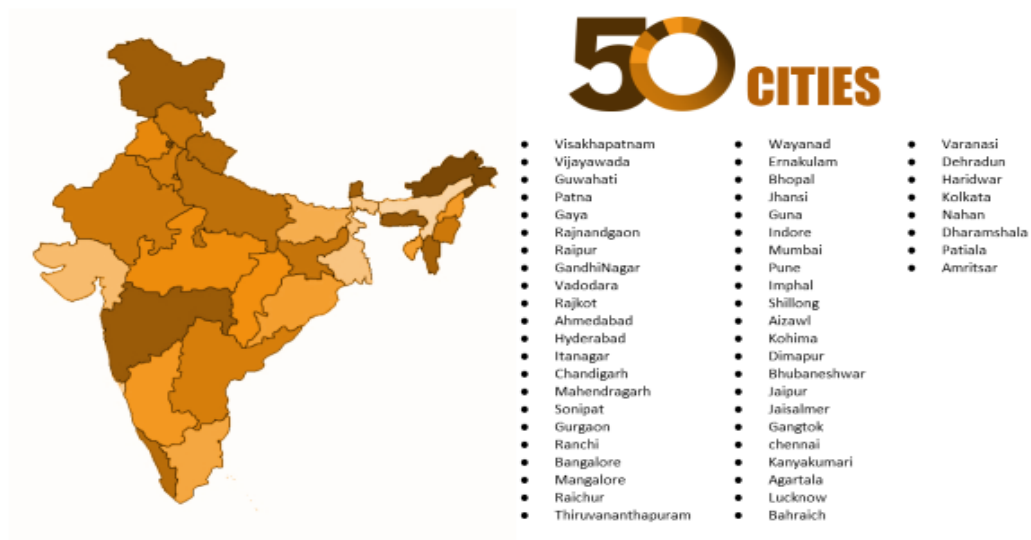 50 CITIES
• Visakhapatnam
• Vijayawada
• Guwahati
• Patna
• Gaya
• Rajnandgaon
• Raipur
• GandhiNagar
• Vadodara
• Rajkot
• Ahmedabad
• Hyderabad
• Itanagar
• Chandigarh
• Mahendragarh
• Sonipat
• Gurgaon
• Ranchi
• Bangalore
• Mangalore
• Raichur
• Thiruvananthapuram
• Wayanad
• Ernakulam
• Bhopal
• Jhansi
• Guna
• Indore
• Mumbai
• Pune
• Imphal
• Shillong
• Aizawl
• Kohima
• Dimapur
• Bhubaneshwar
• Jaipur
• Jaisalmer
• Gangtok
• chennai
• Kanyakumari
• Agartala
• Lucknow
• Bahraich
• Varanasi
• Dehradun
• Haridwar
• Kolkata
• Nahan
• Dharamshala
• Patiala
• Amritsar